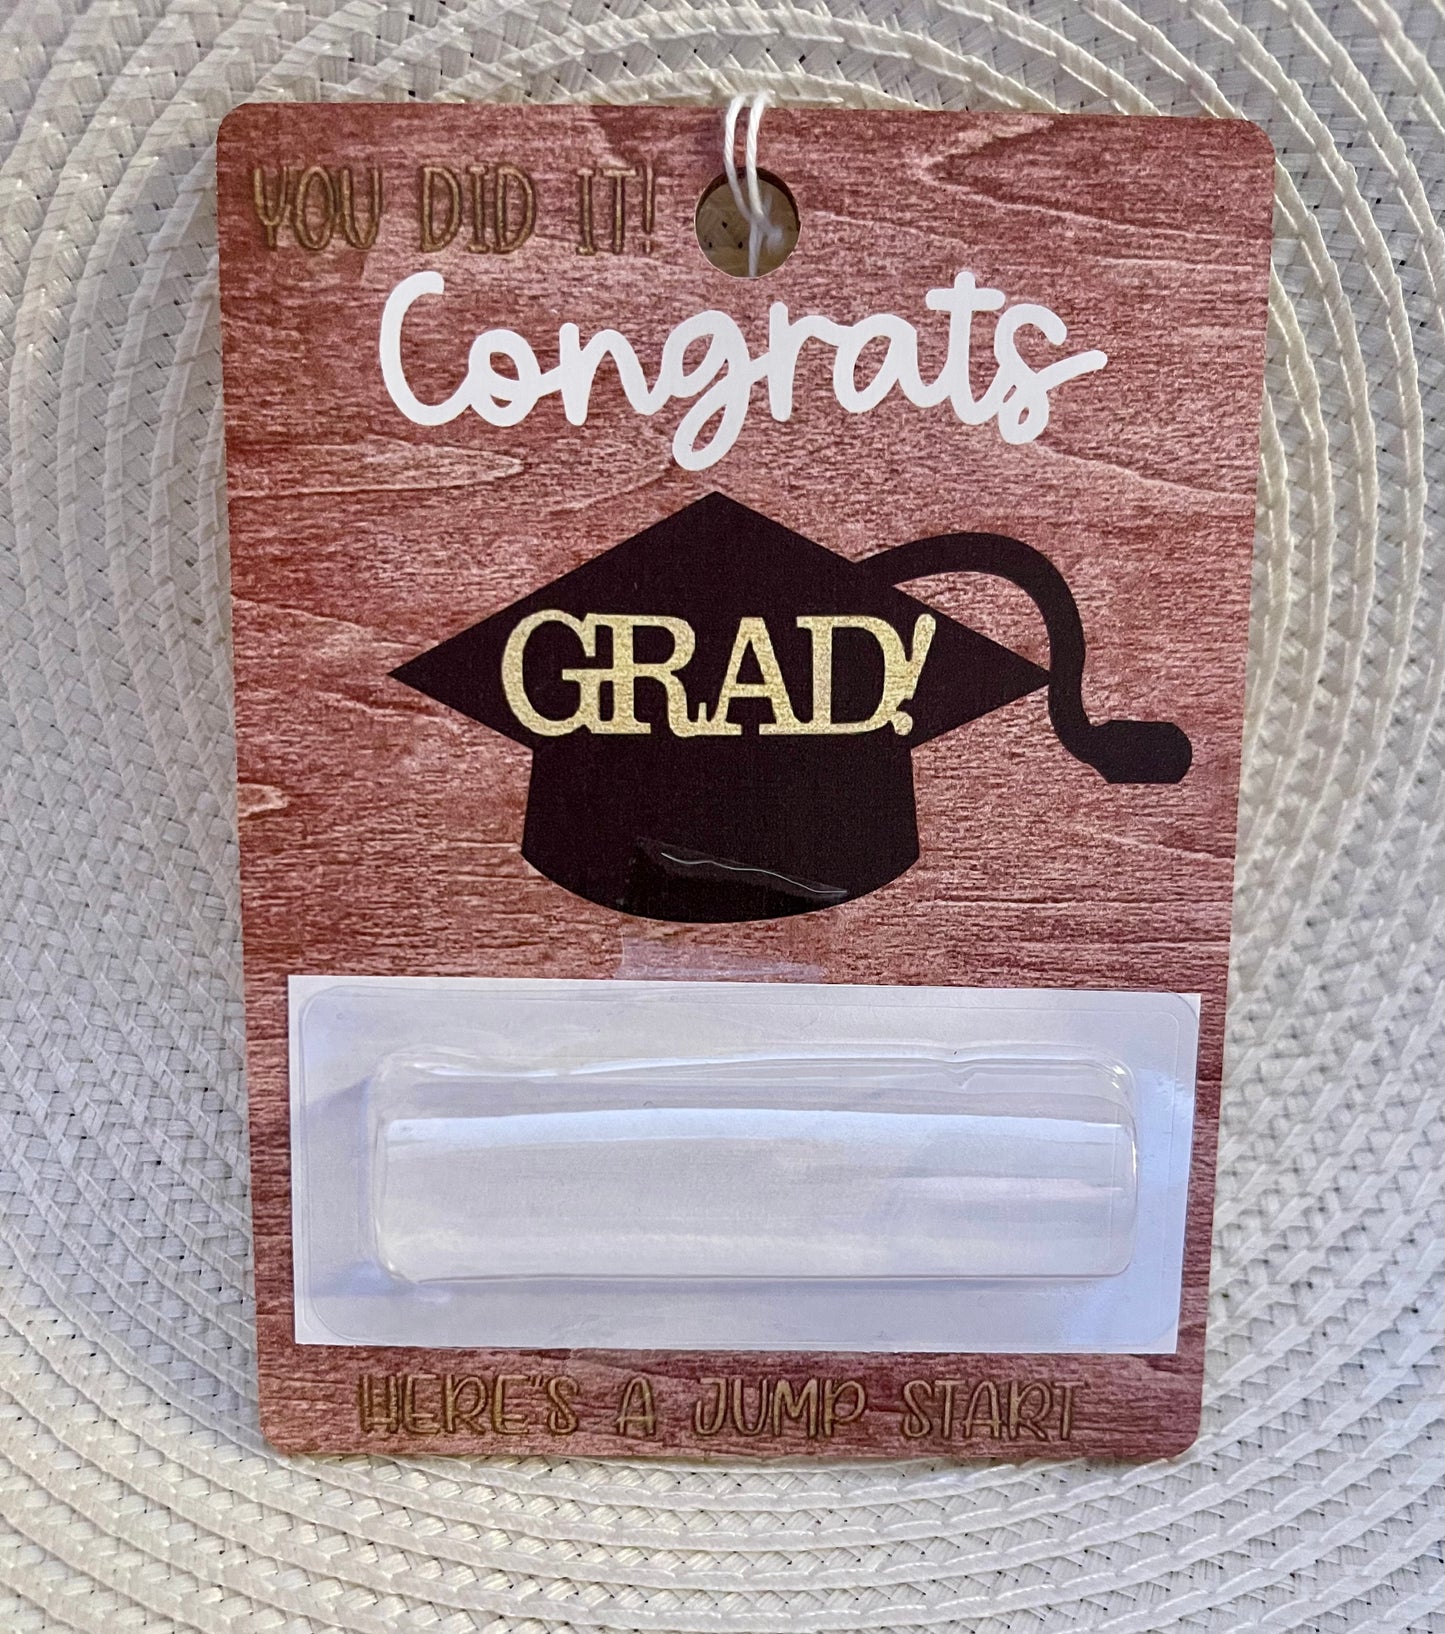 YOU DID IT!
Congrats
GRAD!
HERE"S A JUMP START